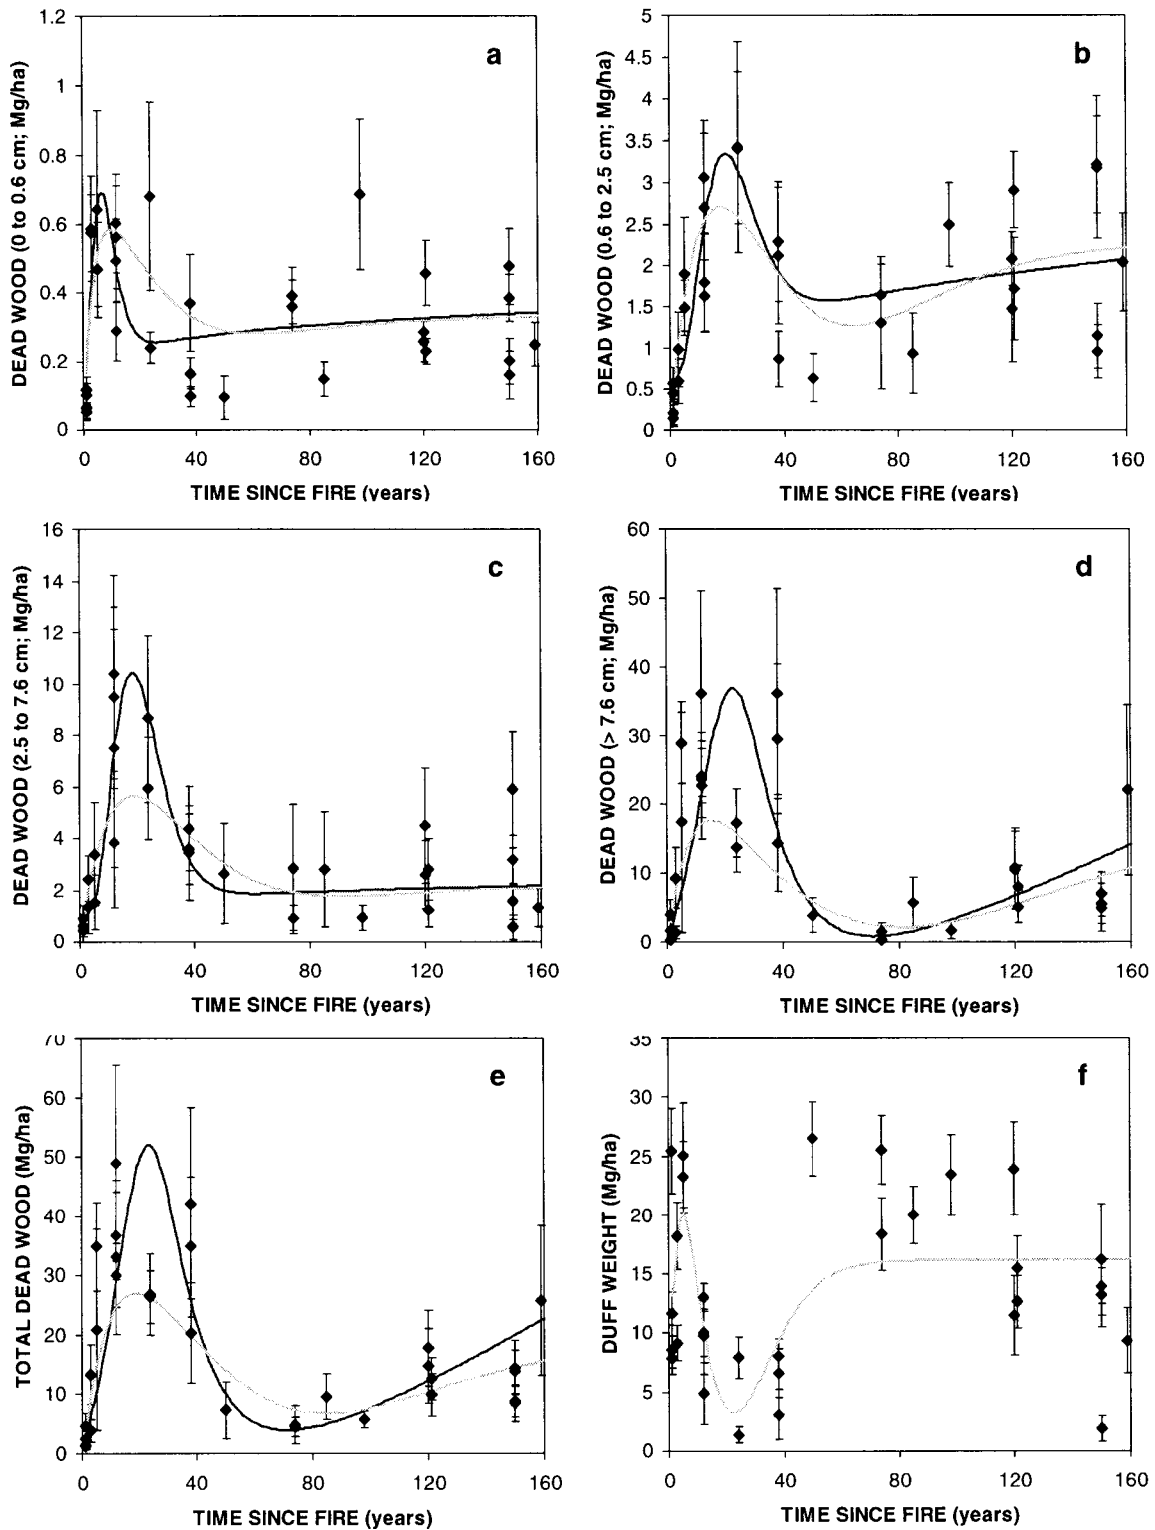 1.2
1
0.8
0.6
0.4
0.2
0
DEAD WOOD (0 to 0.6 cm; Mg/ha)
a
0 40 80 120 160
TIME SINCE FIRE (years)
5
4.5
4
3.5
3
2.5
2
1.5
1
0.5
0
DEAD WOOD (0.6 to 2.5 cm; Mg/ha)
b
0 40 80 120 160
TIME SINCE FIRE (years)
16
14
12
10
8
6
4
2
0
DEAD WOOD (2.5 to 7.6 cm; Mg/ha)
c
0 40 80 120 160
TIME SINCE FIRE (years)
60
50
40
30
20
10
0
DEAD WOOD (> 7.6 cm; Mg/ha)
d
0 40 80 120 160
TIME SINCE FIRE (years)
70
60
50
40
30
20
10
0
TOTAL DEAD WOOD (Mg/ha)
e
0 40 80 120 160
TIME SINCE FIRE (years)
35
30
25
20
15
10
5
0
DUFF WEIGHT (Mg/ha)
f
0 40 80 120 160
TIME SINCE FIRE (years)